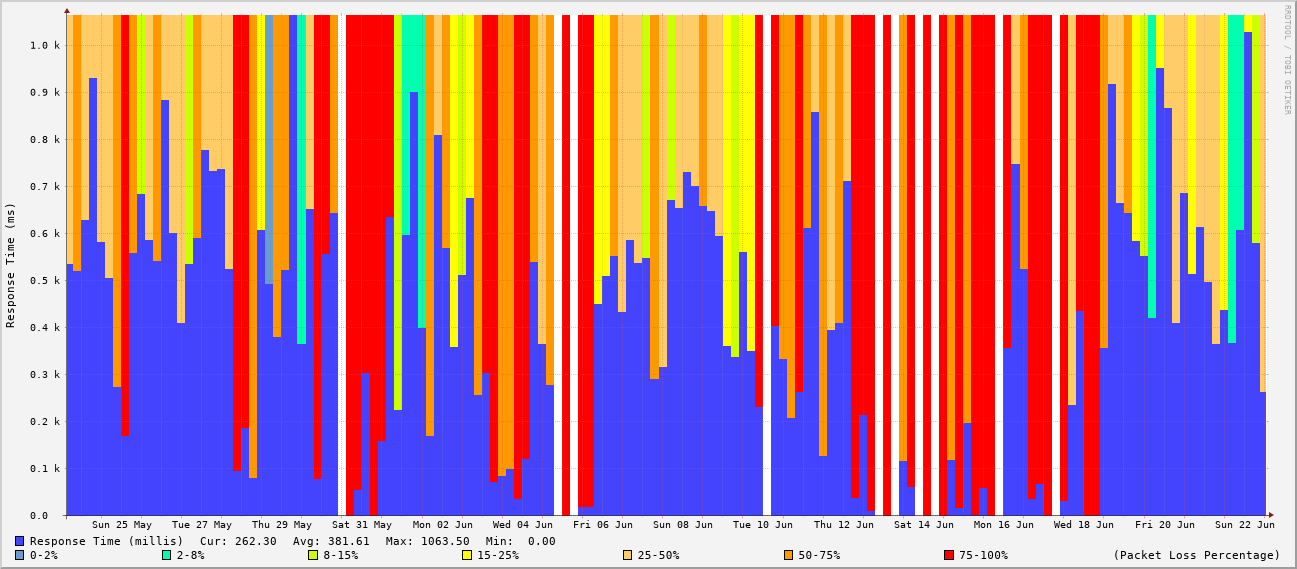 RRDTOOL / TOBI OETIKER
Response Time (ms)
1.0 k
0.9 k
0.8 k
0.7 k
0.6 k
0.5 k
0.4 k
0.3 k
0.2 k
0.1 k
0.0
Sun 25 May Tue 27 May Thu 29 May Sat 31 May Mon 02 Jun Wed 04 Jun Fri 06 Jun Sun 08 Jun Tue 10 Jun Thu 12 Jun Sat 14 Jun Mon 16 Jun Wed 18 Jun Fri 20 Jun Sun 22 Jun
Response Time (millis) Cur: 262.30 Avg: 381.61 Max: 1063.50 Min: 0.00
0-2% 2-8% 8-15% 15-25% 25-50% 50-75% 75-100% (Packet Loss Percentage)